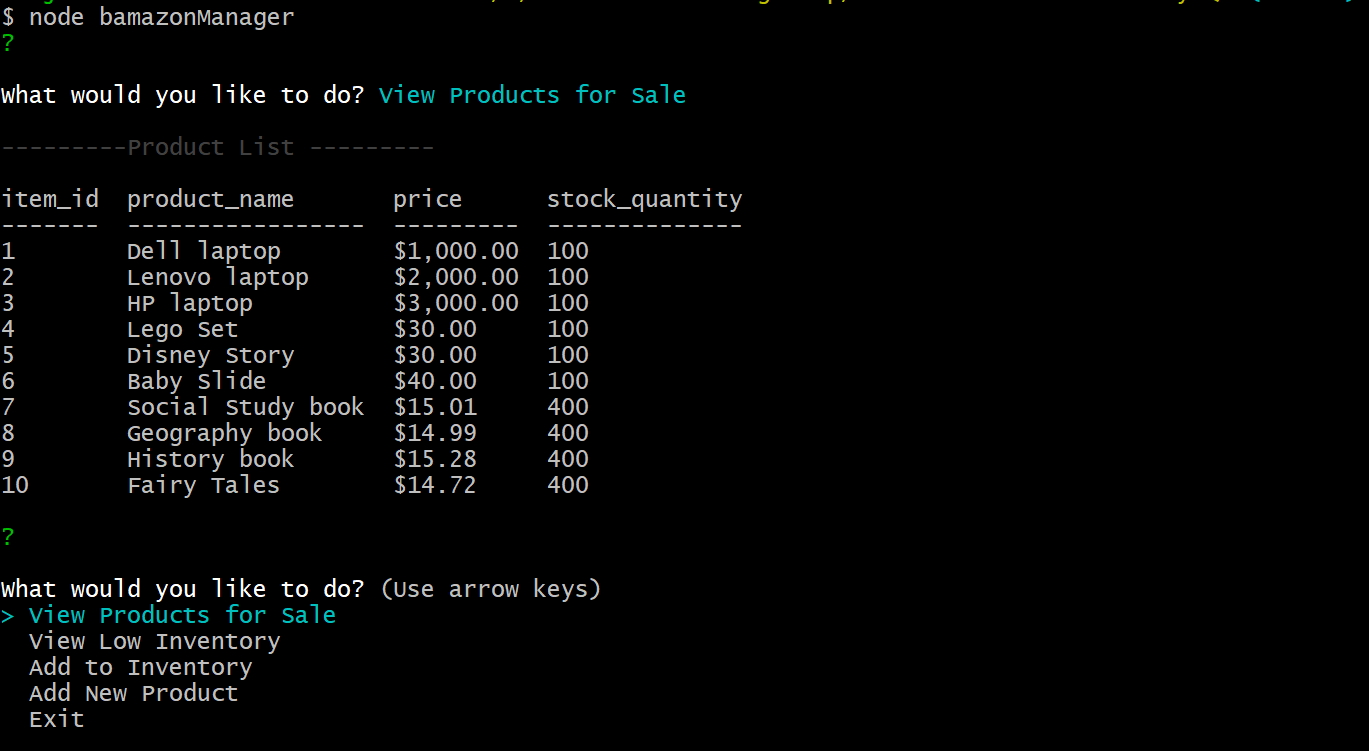 $ node bamazonManager
?
What would you like to do? View Products for Sale
---------Product List ---------
item_id  product_name       price      stock_quantity
-------  -----------------  ---------  --------------
1        Dell laptop        $1,000.00  100
2        Lenovo laptop      $2,000.00  100
3        HP laptop          $3,000.00  100
4        Lego Set           $30.00     100
5        Disney Story       $30.00     100
6        Baby Slide         $40.00     100
7        Social Study book  $15.01     400
8        Geography book     $14.99     400
9        History book       $15.28     400
10       Fairy Tales        $14.72     400
?
What would you like to do? (Use arrow keys)
> View Products for Sale
  View Low Inventory
  Add to Inventory
  Add New Product
  Exit